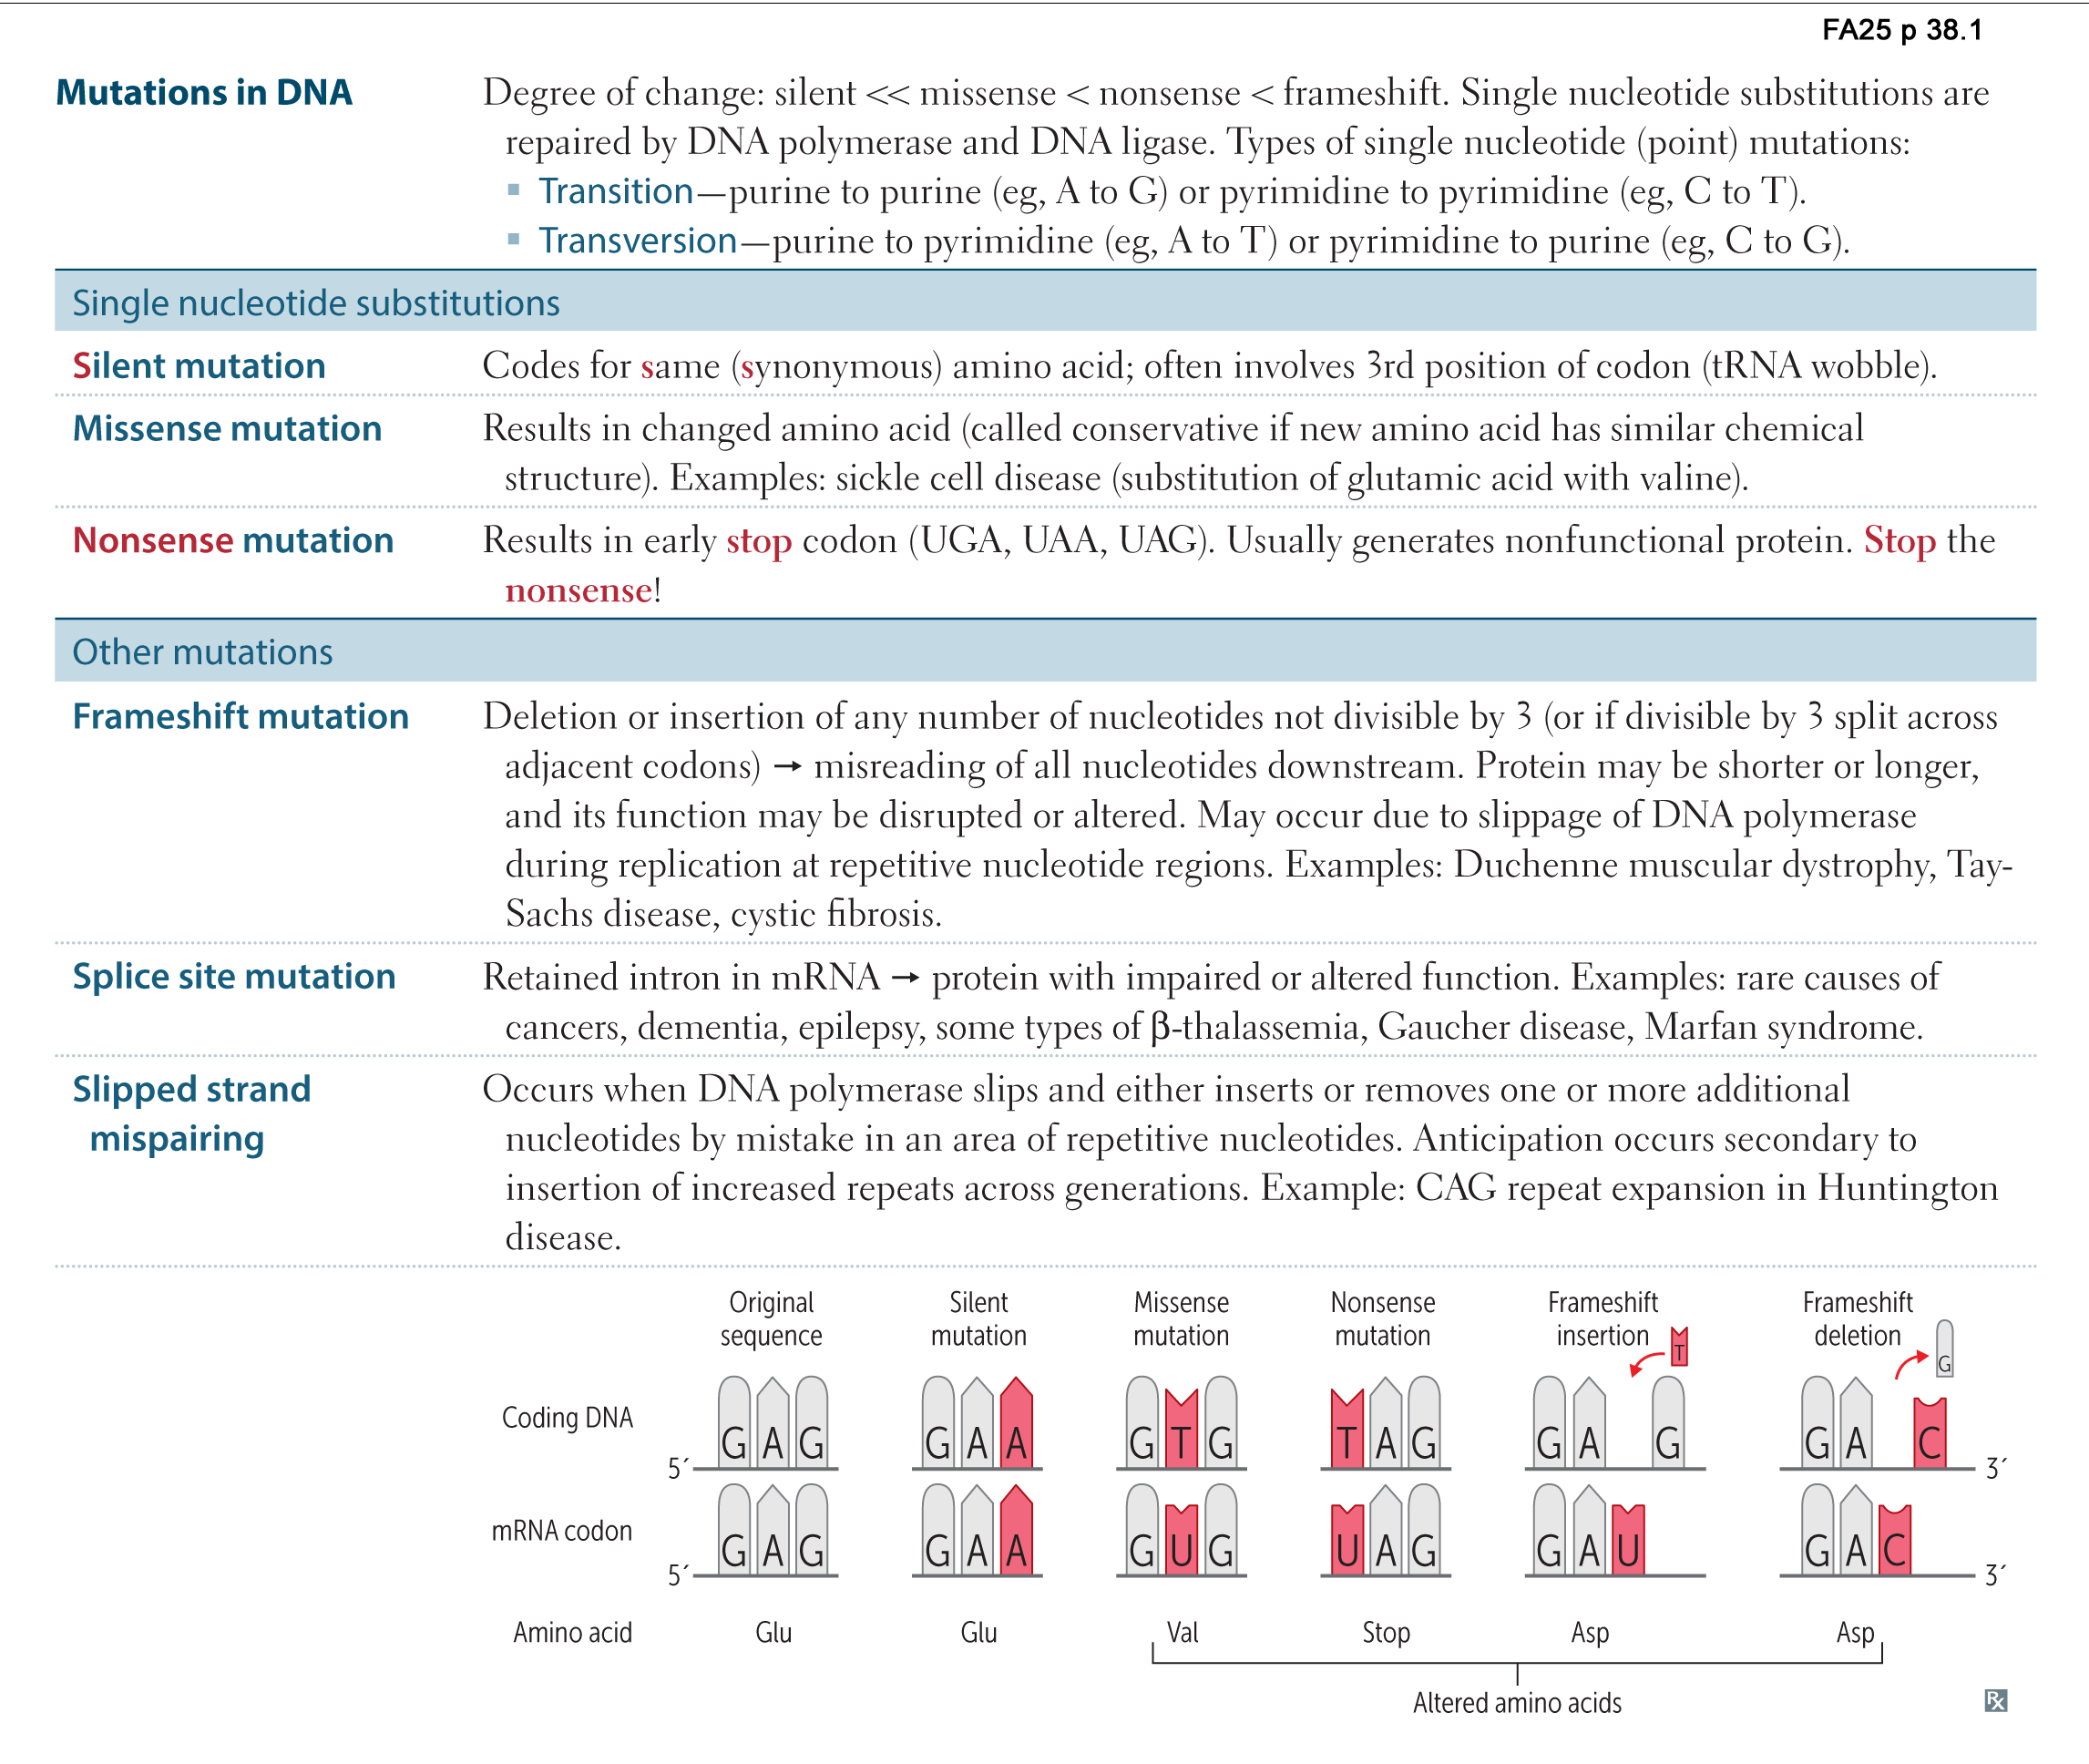 FA25 p 38.1
Mutations in DNA
Degree of change: silent << missense < nonsense < frameshift. Single nucleotide substitutions are
repaired by DNA polymerase and DNA ligase. Types of single nucleotide (point) mutations:
▪ Transition—purine to purine (eg, A to G) or pyrimidine to pyrimidine (eg, C to T).
▪ Transversion—purine to pyrimidine (eg, A to T) or pyrimidine to purine (eg, C to G).
Single nucleotide substitutions
Silent mutation
Codes for same (synonymous) amino acid; often involves 3rd position of codon (tRNA wobble).
Missense mutation
Results in changed amino acid (called conservative if new amino acid has similar chemical
structure). Examples: sickle cell disease (substitution of glutamic acid with valine).
Nonsense mutation
Results in early stop codon (UGA, UAA, UAG). Usually generates nonfunctional protein. Stop the
nonsense!
Other mutations
Frameshift mutation
Deletion or insertion of any number of nucleotides not divisible by 3 (or if divisible by 3 split across
adjacent codons) → misreading of all nucleotides downstream. Protein may be shorter or longer,
and its function may be disrupted or altered. May occur due to slippage of DNA polymerase
during replication at repetitive nucleotide regions. Examples: Duchenne muscular dystrophy, Tay-
Sachs disease, cystic fibrosis.
Splice site mutation
Retained intron in mRNA → protein with impaired or altered function. Examples: rare causes of
cancers, dementia, epilepsy, some types of β-thalassemia, Gaucher disease, Marfan syndrome.
Slipped strand
mispairing
Occurs when DNA polymerase slips and either inserts or removes one or more additional
nucleotides by mistake in an area of repetitive nucleotides. Anticipation occurs secondary to
insertion of increased repeats across generations. Example: CAG repeat expansion in Huntington
disease.
Original
sequence
Silent
mutation
Missense
mutation
Nonsense
mutation
Frameshift
insertion
T
Frameshift
deletion
G
Coding DNA
5´ G A G G A A G T G T A G G A G G A C 3´
mRNA codon
5´ G A G G A A G U G U A G G A U G A C 3´
Amino acid Glu Glu Val Stop Asp Asp
Altered amino acids
Rx